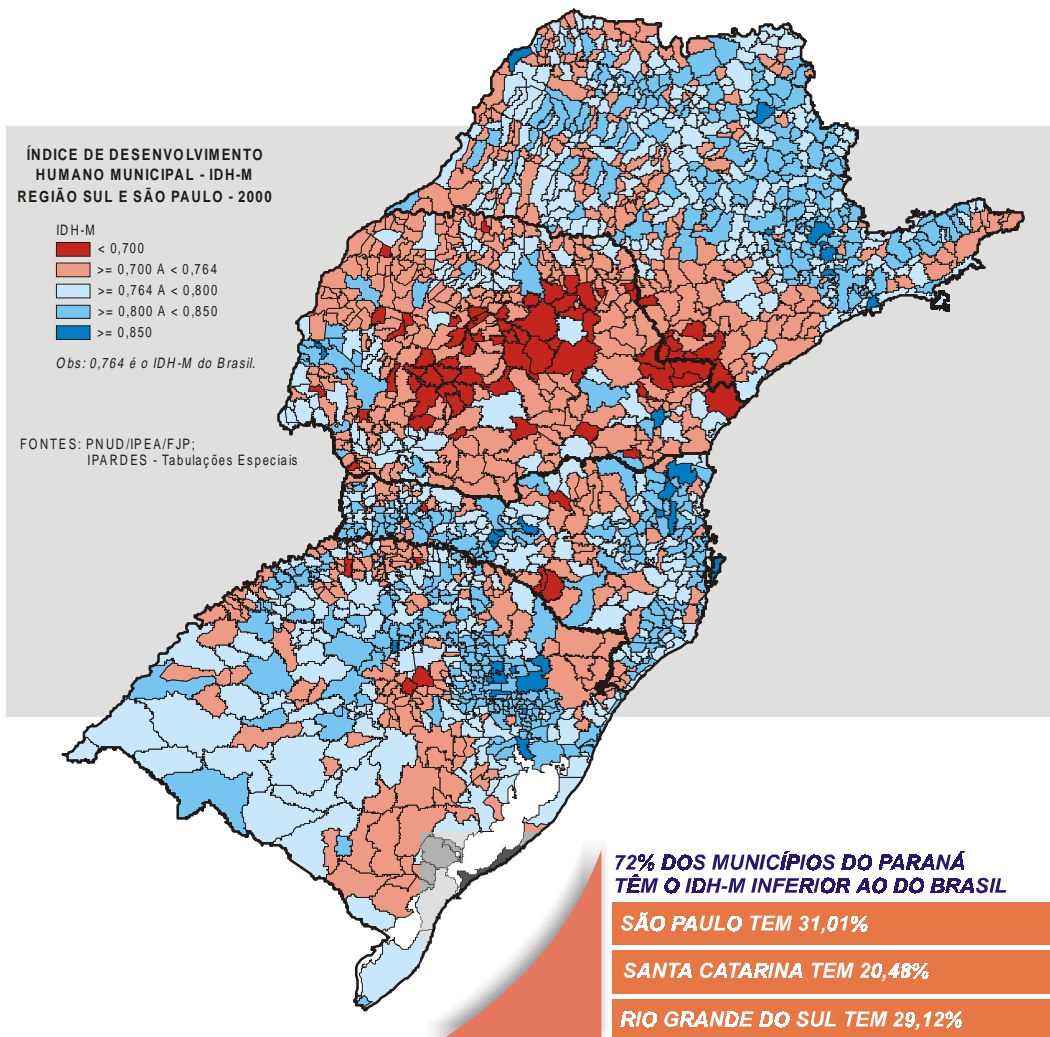 ÍNDICE DE DESENVOLVIMENTO
HUMANO MUNICIPAL - IDH-M
REGIÃO SUL E SÃO PAULO - 2000
IDH-M
< 0,700
>= 0,700 A < 0,764
>= 0,764 A < 0,800
>= 0,800 A < 0,850
>= 0,850
Obs: 0,764 é o IDH-M do Brasil.
FONTES: PNUD/IPEA/FJP;
IPARDES - Tabulações Especiais
72% DOS MUNICÍPIOS DO PARANÁ
TÊM O IDH-M INFERIOR AO DO BRASIL
SÃO PAULO TEM 31,01%
SANTA CATARINA TEM 20,48%
RIO GRANDE DO SUL TEM 29,12%